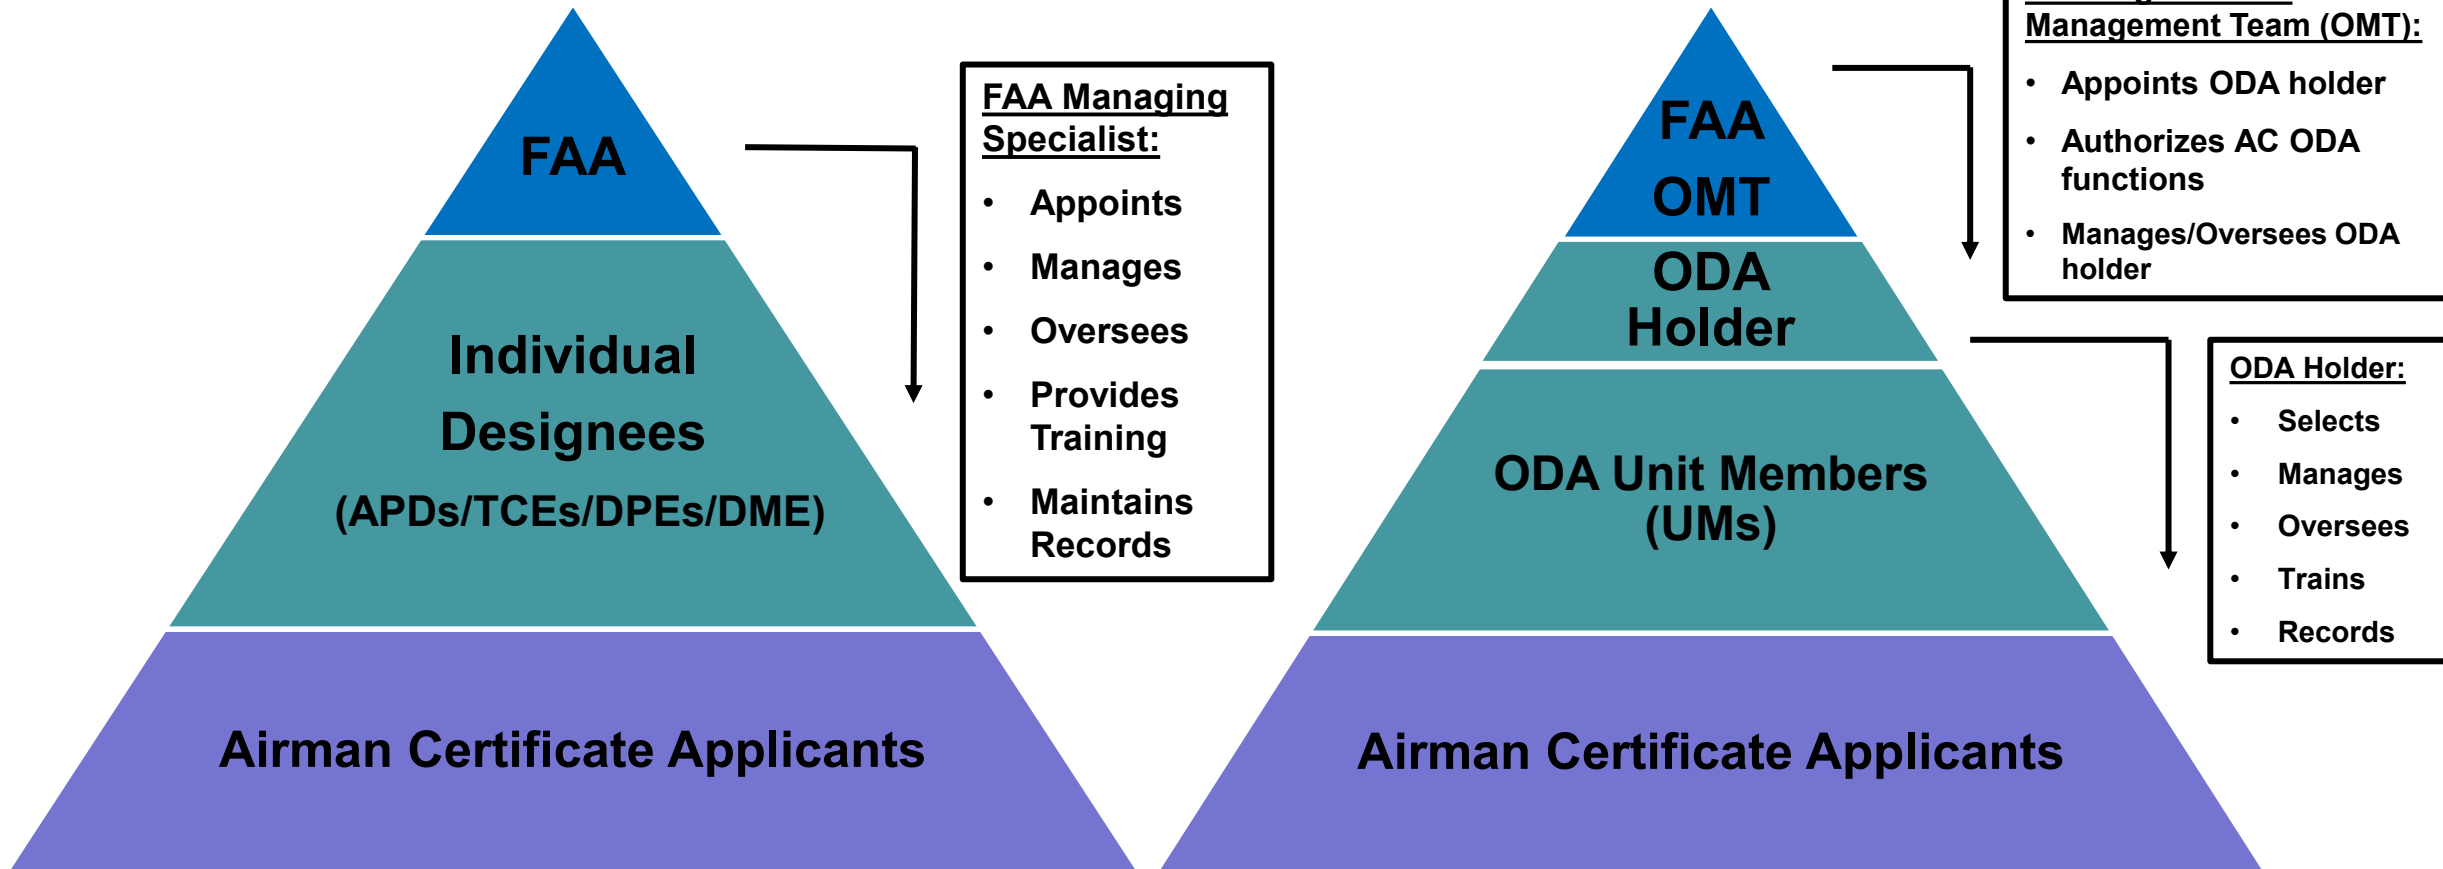 FAA
Individual
Designees
(APDs/TCEs/DPEs/DME)
Airman Certificate Applicants
FAA Managing
Specialist:
• Appoints
• Manages
• Oversees
• Provides
Training
• Maintains
Records
FAA
OMT
ODA
Holder
ODA Unit Members
(UMs)
Airman Certificate Applicants
Management Team (OMT):
• Appoints ODA holder
• Authorizes AC ODA
functions
• Manages/Oversees ODA
holder
ODA Holder:
• Selects
• Manages
• Oversees
• Trains
• Records